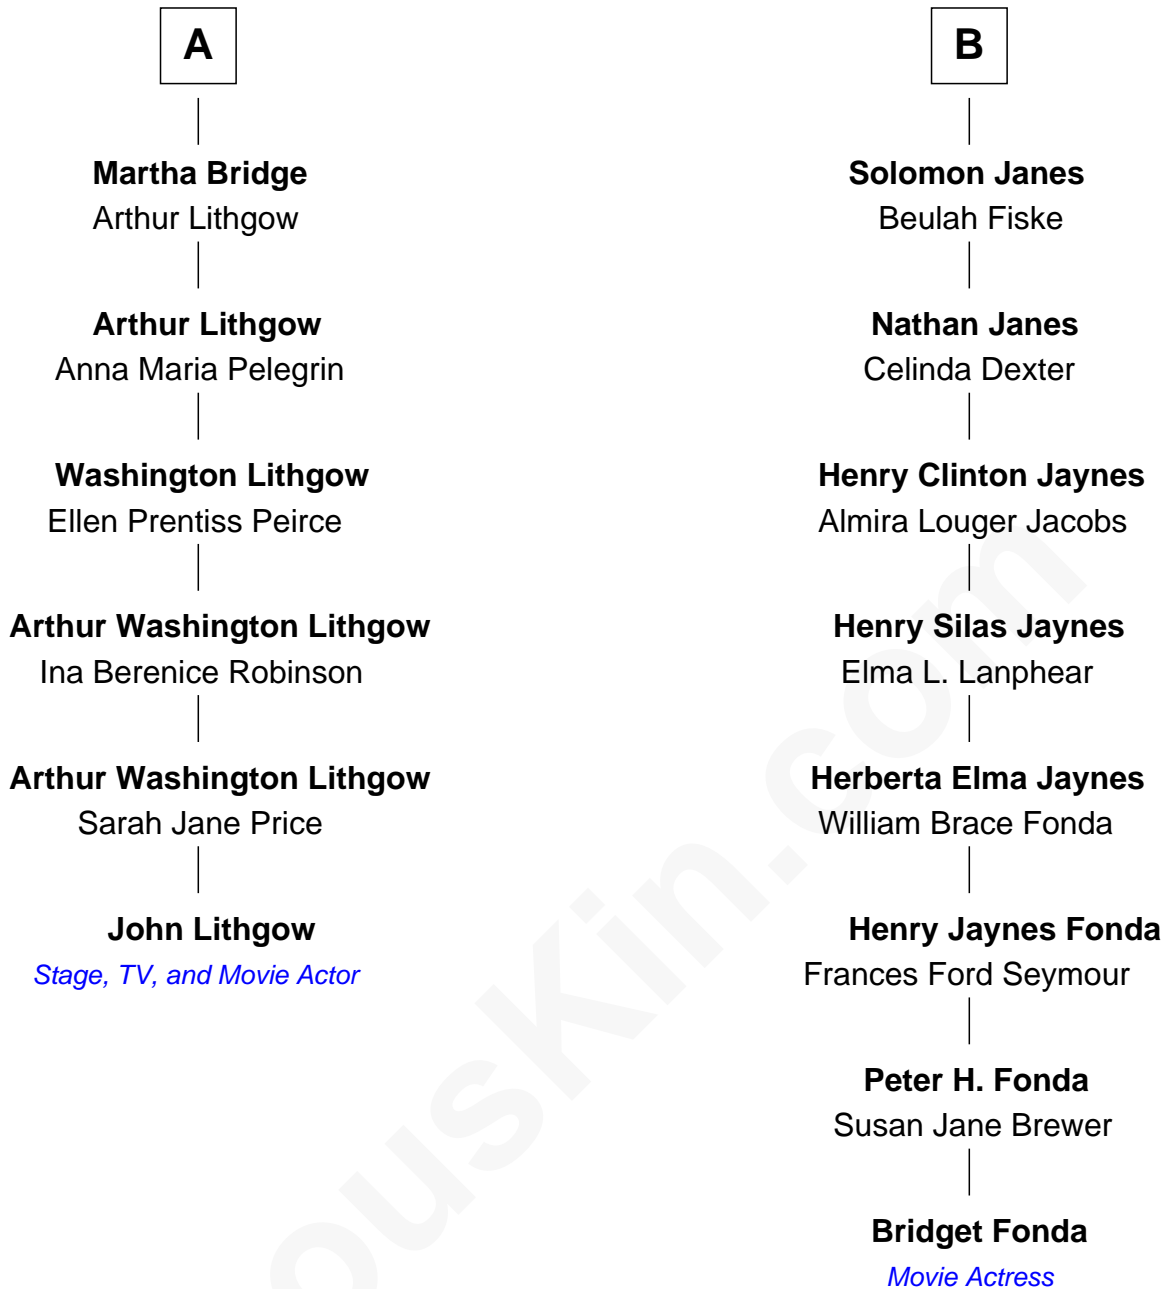 A
Martha Bridge
Arthur Lithgow
Arthur Lithgow
Anna Maria Pelegrin
Washington Lithgow
Ellen Prentiss Peirce
Arthur Washington Lithgow
Ina Berenice Robinson
Arthur Washington Lithgow
Sarah Jane Price
John Lithgow
Stage, TV, and Movie Actor
B
Solomon Janes
Beulah Fiske
Nathan Janes
Celinda Dexter
Henry Clinton Jaynes
Almira Louger Jacobs
Henry Silas Jaynes
Elma L. Lanphear
Herberta Elma Jaynes
William Brace Fonda
Henry Jaynes Fonda
Frances Ford Seymour
Peter H. Fonda
Susan Jane Brewer
Bridget Fonda
Movie Actress
ousKin.com